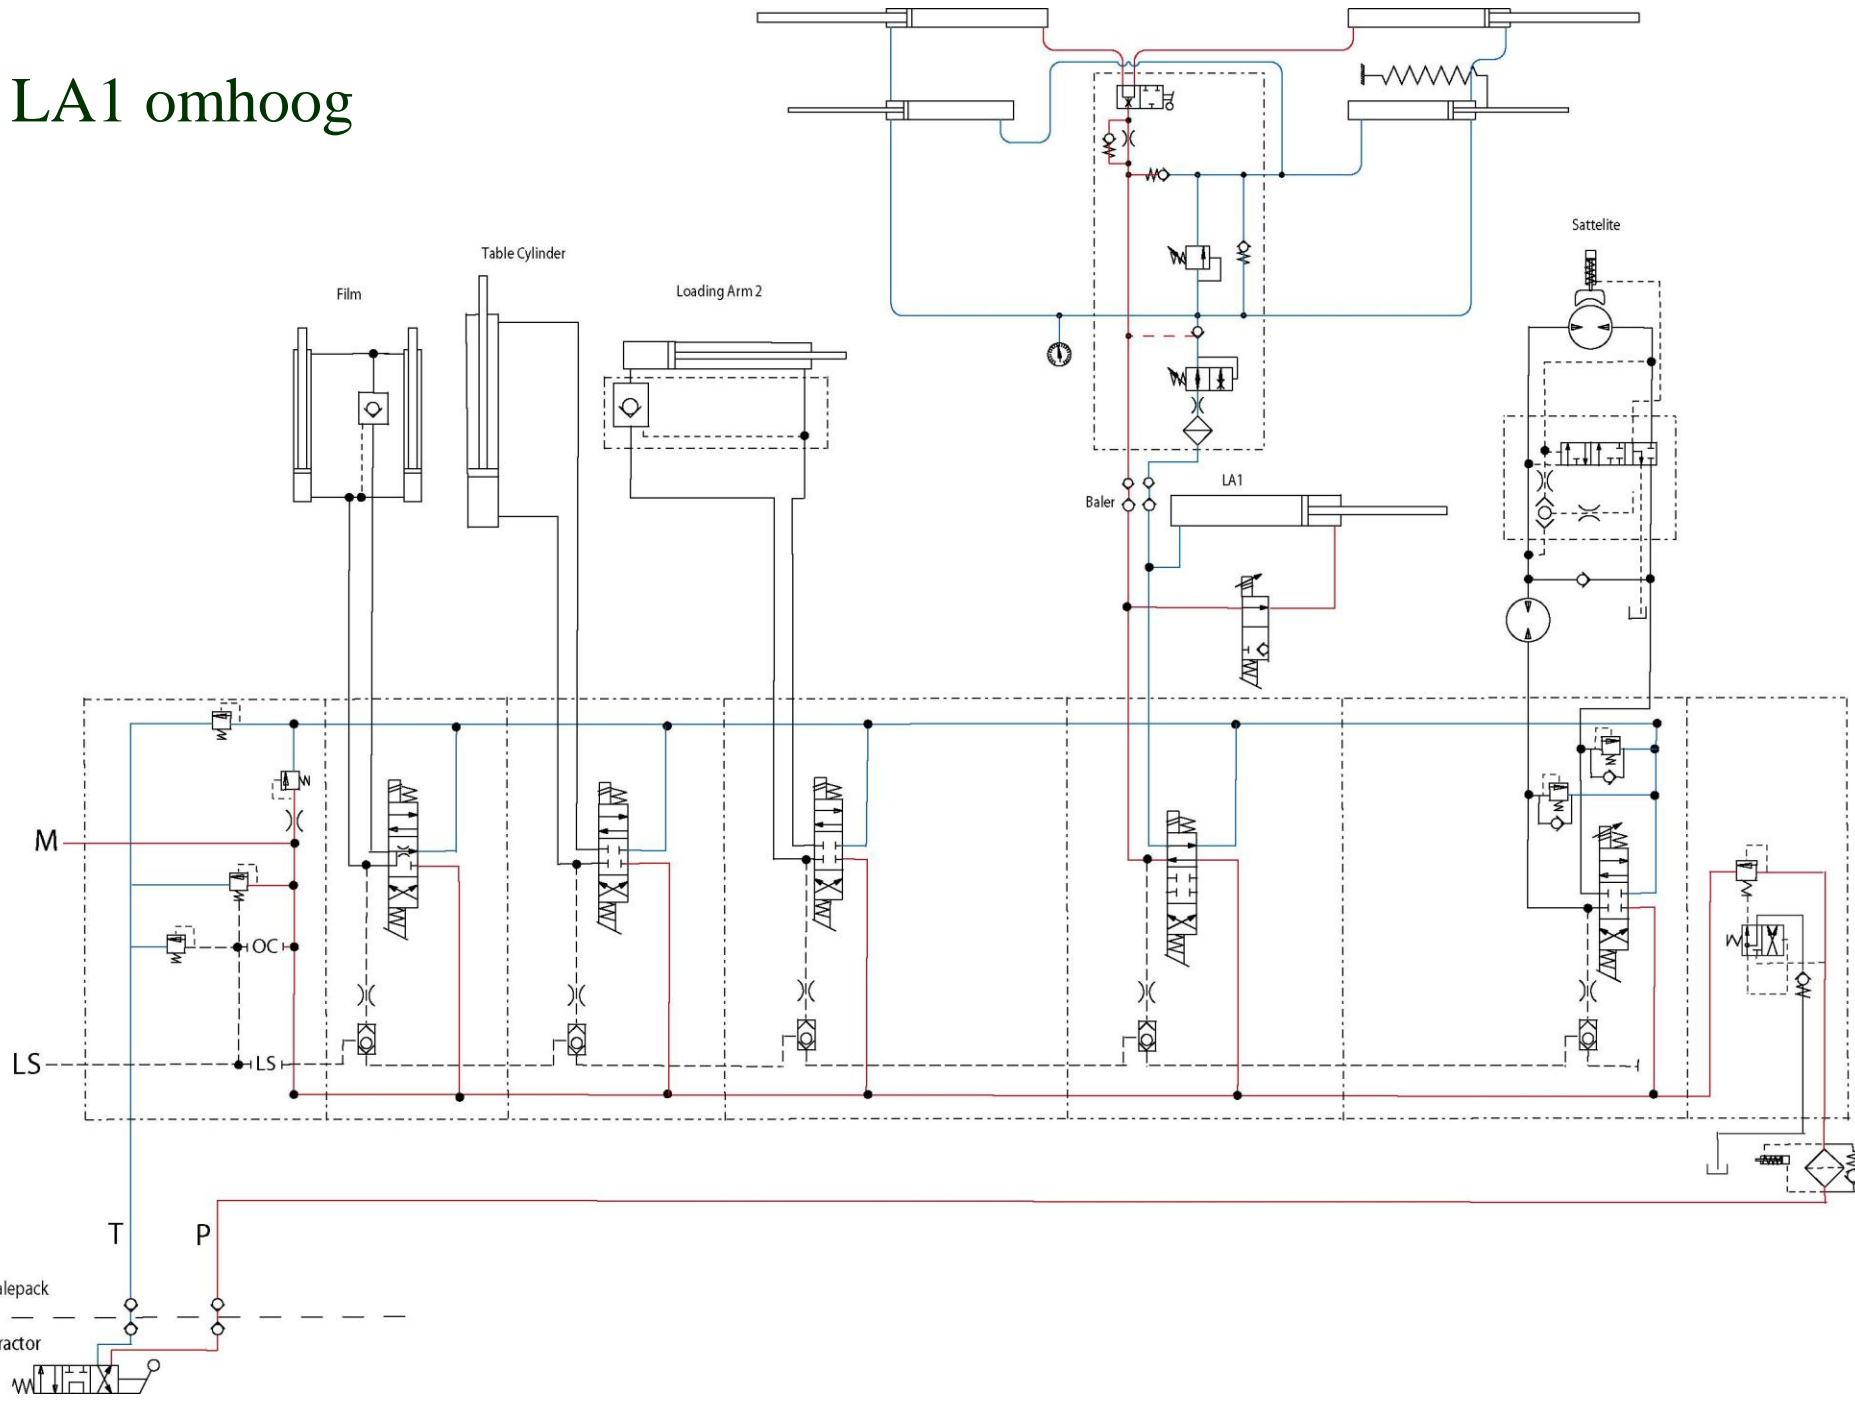 LA1 omhoog
Sattelite
Table Cylinder
Film
Loading Arm 2
LA1
Baler
M
OC
LS
LS
T
P
alepack
ractor